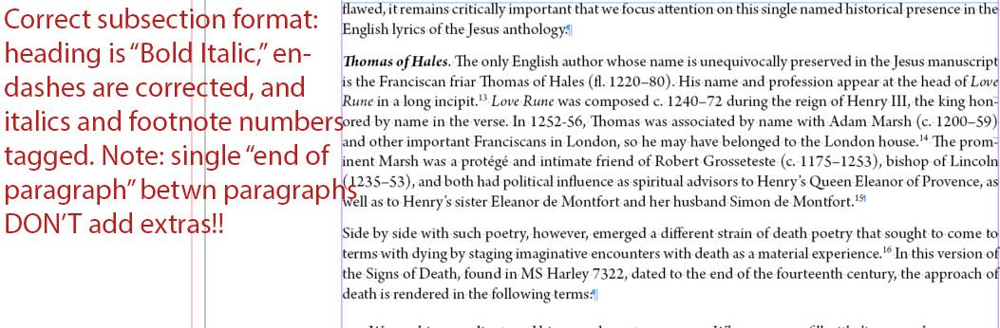 Correct subsection format:
heading is “Bold Italic,” en-
dashes are corrected, and
italics and footnote numbers
tagged. Note: single “end of
paragraph” betwn paragraphs
DON’T add extras!!
flawed, it remains critically important that we focus attention on this single named historical presence in the
English lyrics of the Jesus anthology.¶
Thomas of Hales. The only English author whose name is unequivocally preserved in the Jesus manuscript
is the Franciscan friar Thomas of Hales (fl. 1220–80). His name and profession appear at the head of Love
Rune in a long incipit.13 Love Rune was composed c. 1240–72 during the reign of Henry III, the king hon-
ored by name in the verse. In 1252-56, Thomas was associated by name with Adam Marsh (c. 1200–59)
and other important Franciscans in London, so he may have belonged to the London house.14 The prom-
inent Marsh was a protégé and intimate friend of Robert Grosseteste (c. 1175–1253), bishop of Lincoln
(1235–53), and both had political influence as spiritual advisors to Henry’s Queen Eleanor of Provence, as
well as to Henry’s sister Eleanor de Montfort and her husband Simon de Montfort.15¶
Side by side with such poetry, however, emerged a different strain of death poetry that sought to come to
terms with dying by staging imaginative encounters with death as a material experience.16 In this version of
the Signs of Death, found in MS Harley 7322, dated to the end of the fourteenth century, the approach of
death is rendered in the following terms:¶